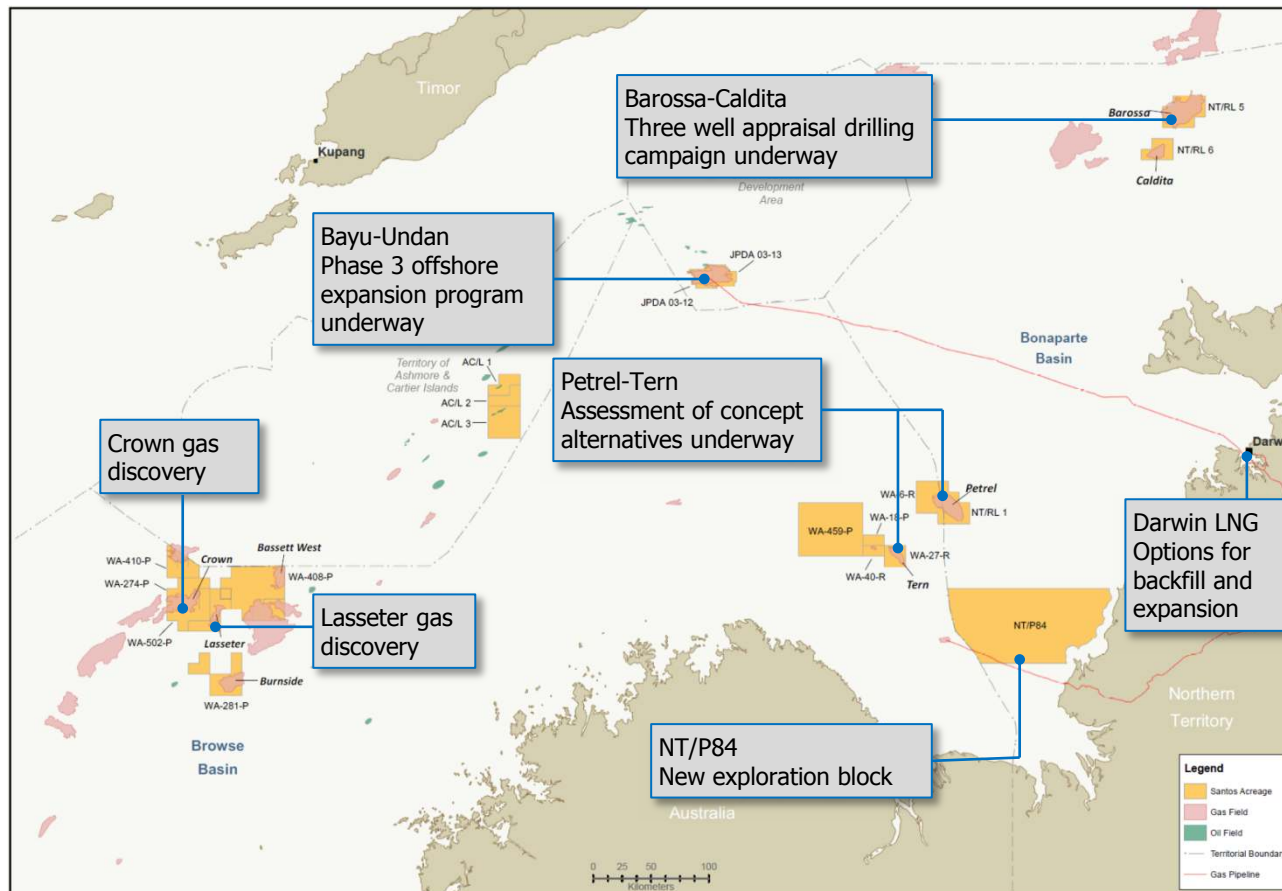 Timor
Kupang
Barossa-Caldita
Three well appraisal drilling
campaign underway
Barossa
NT/RL 5
NT/RL 6
Caldita
Development
Area
Bayu-Undan
Phase 3 offshore
expansion program
underway
JPDA 03-13
JPDA 03-12
Bonaparte
Basin
Territory of
Ashmore &
Cartier Islands
AC/L 1
AC/L 2
AC/L 3
Petrel-Tern
Assessment of concept
alternatives underway
Crown gas
discovery
Darw
Darwin LNG
Options for
backfill and
expansion
WA-6-R
Petrel
NT/RL 1
WA-459-P
WA-18-P
WA-27-R
WA-40-R
Tern
WA-410-P
Crown
Bassett West
WA-274-P
WA-408-P
WA-502-P
Lasseter
Lasseter gas
discovery
Burnside
WA-281-P
NT/P84
Northern
Territory
Browse
Basin
NT/P84
New exploration block
Australia
Legend
Santos Acreage
Gas Field
Oil Field
Territorial Boundar
Gas Pipeline
0 25 50 100
Kilometers